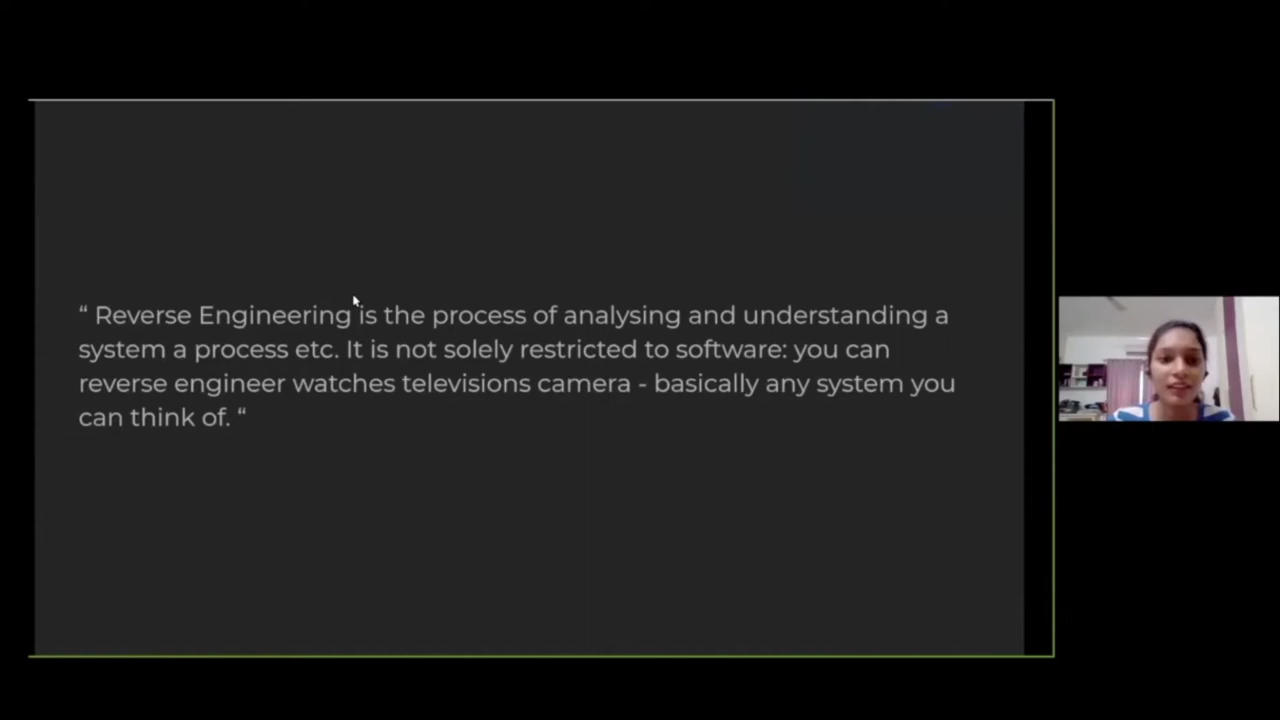 “ Reverse Engineering is the process of analysing and understanding a
system a process etc. It is not solely restricted to software: you can
reverse engineer watches televisions camera - basically any system you
can think of. “